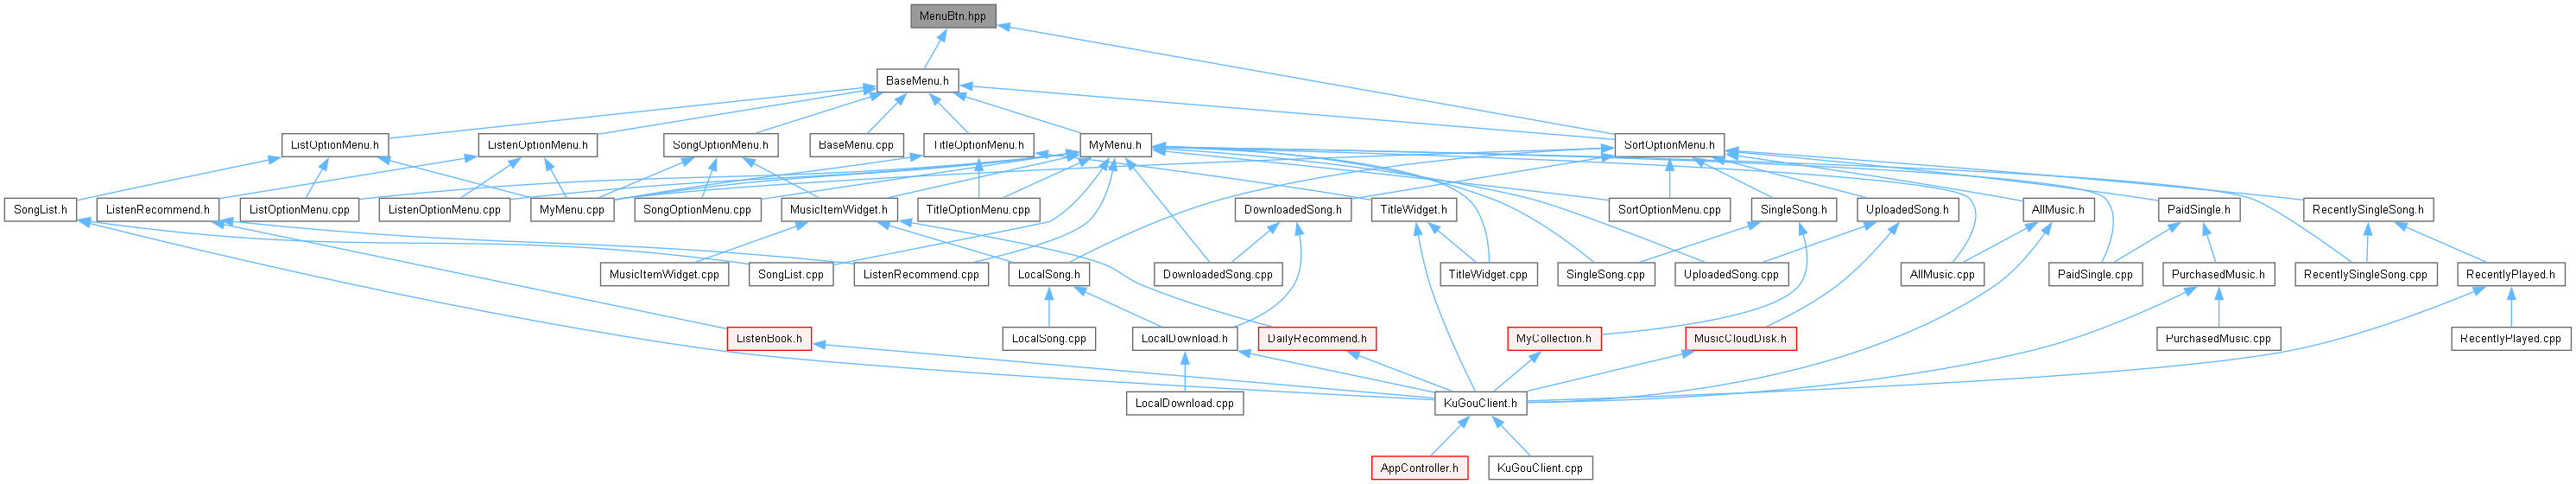 MenuBtn.hpp
BaseMenu.h
ListOptionMenu.h
ListenOptionMenu.h
SongOptionMenu.h
BaseMenu.cpp
TitleOptionMenu.h
MyMenu.h
SortOptionMenu.h
SongList.h
ListenRecommend.h
ListOptionMenu.cpp
ListenOptionMenu.cpp
MyMenu.cpp
SongOptionMenu.cpp
MusicItemWidget.h
TitleOptionMenu.cpp
DownloadedSong.h
TitleWidget.h
SortOptionMenu.cpp
SingleSong.h
UploadedSong.h
AllMusic.h
PaidSingle.h
RecentlySingleSong.h
MusicItemWidget.cpp
SongList.cpp
ListenRecommend.cpp
LocalSong.h
DownloadedSong.cpp
TitleWidget.cpp
SingleSong.cpp
UploadedSong.cpp
AllMusic.cpp
PaidSingle.cpp
PurchasedMusic.h
RecentlySingleSong.cpp
RecentlyPlayed.h
ListenBook.h
LocalSong.cpp
LocalDownload.h
DailyRecommend.h
MyCollection.h
MusicCloudDisk.h
PurchasedMusic.cpp
RecentlyPlayed.cpp
LocalDownload.cpp
KuGouClient.h
AppController.h
KuGouClient.cpp